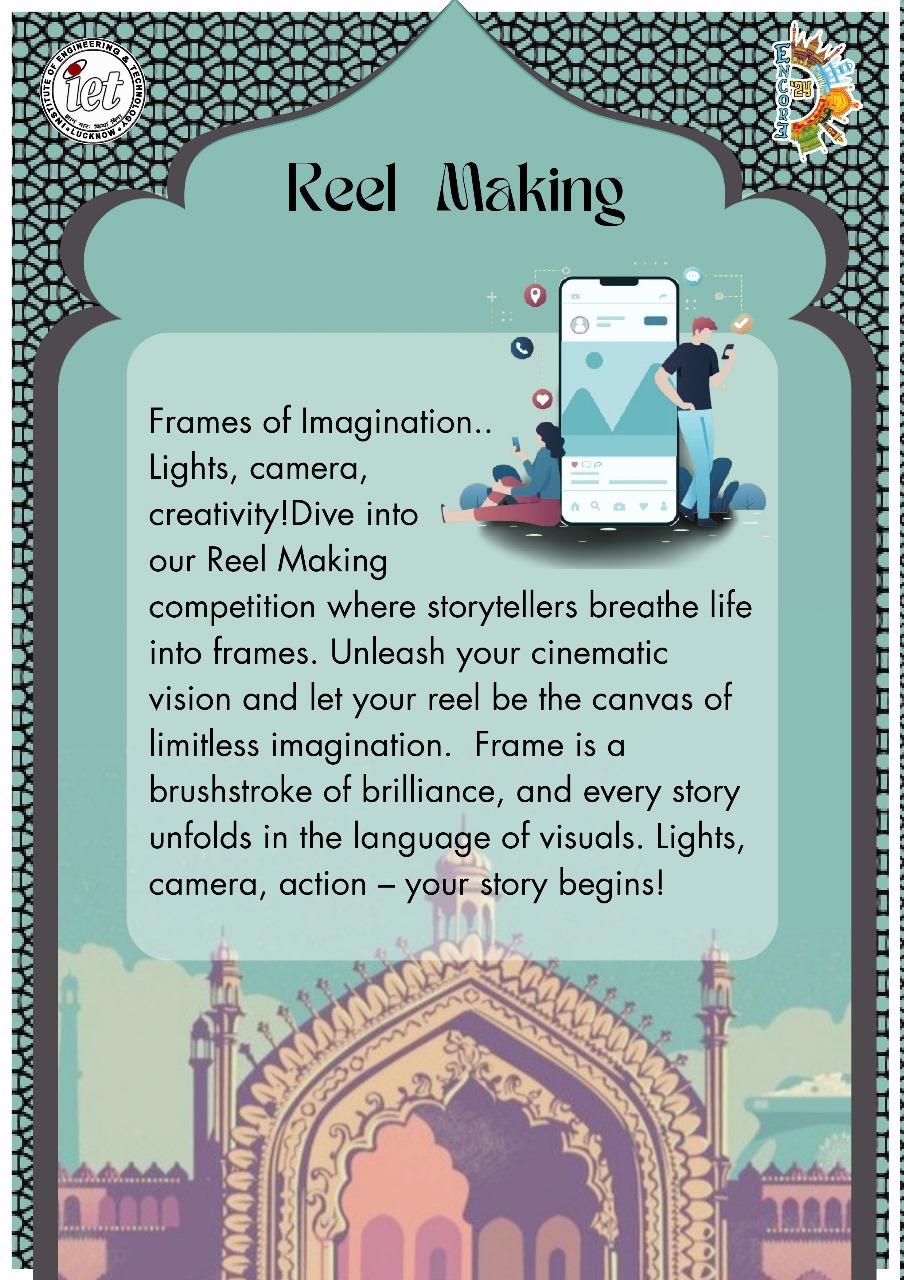 INSTITUTE OF ENGINEERING & TECHNOLOGY
iet
LUCKNOW
ENCORE
'24
Reel Making
Frames of Imagination..
Lights, camera,
creativity!Dive into
our Reel Making
competition where storytellers breathe life
into frames. Unleash your cinematic
vision and let your reel be the canvas of
limitless imagination. Frame is a
brushstroke of brilliance, and every story
unfolds in the language of visuals. Lights,
camera, action – your story begins!